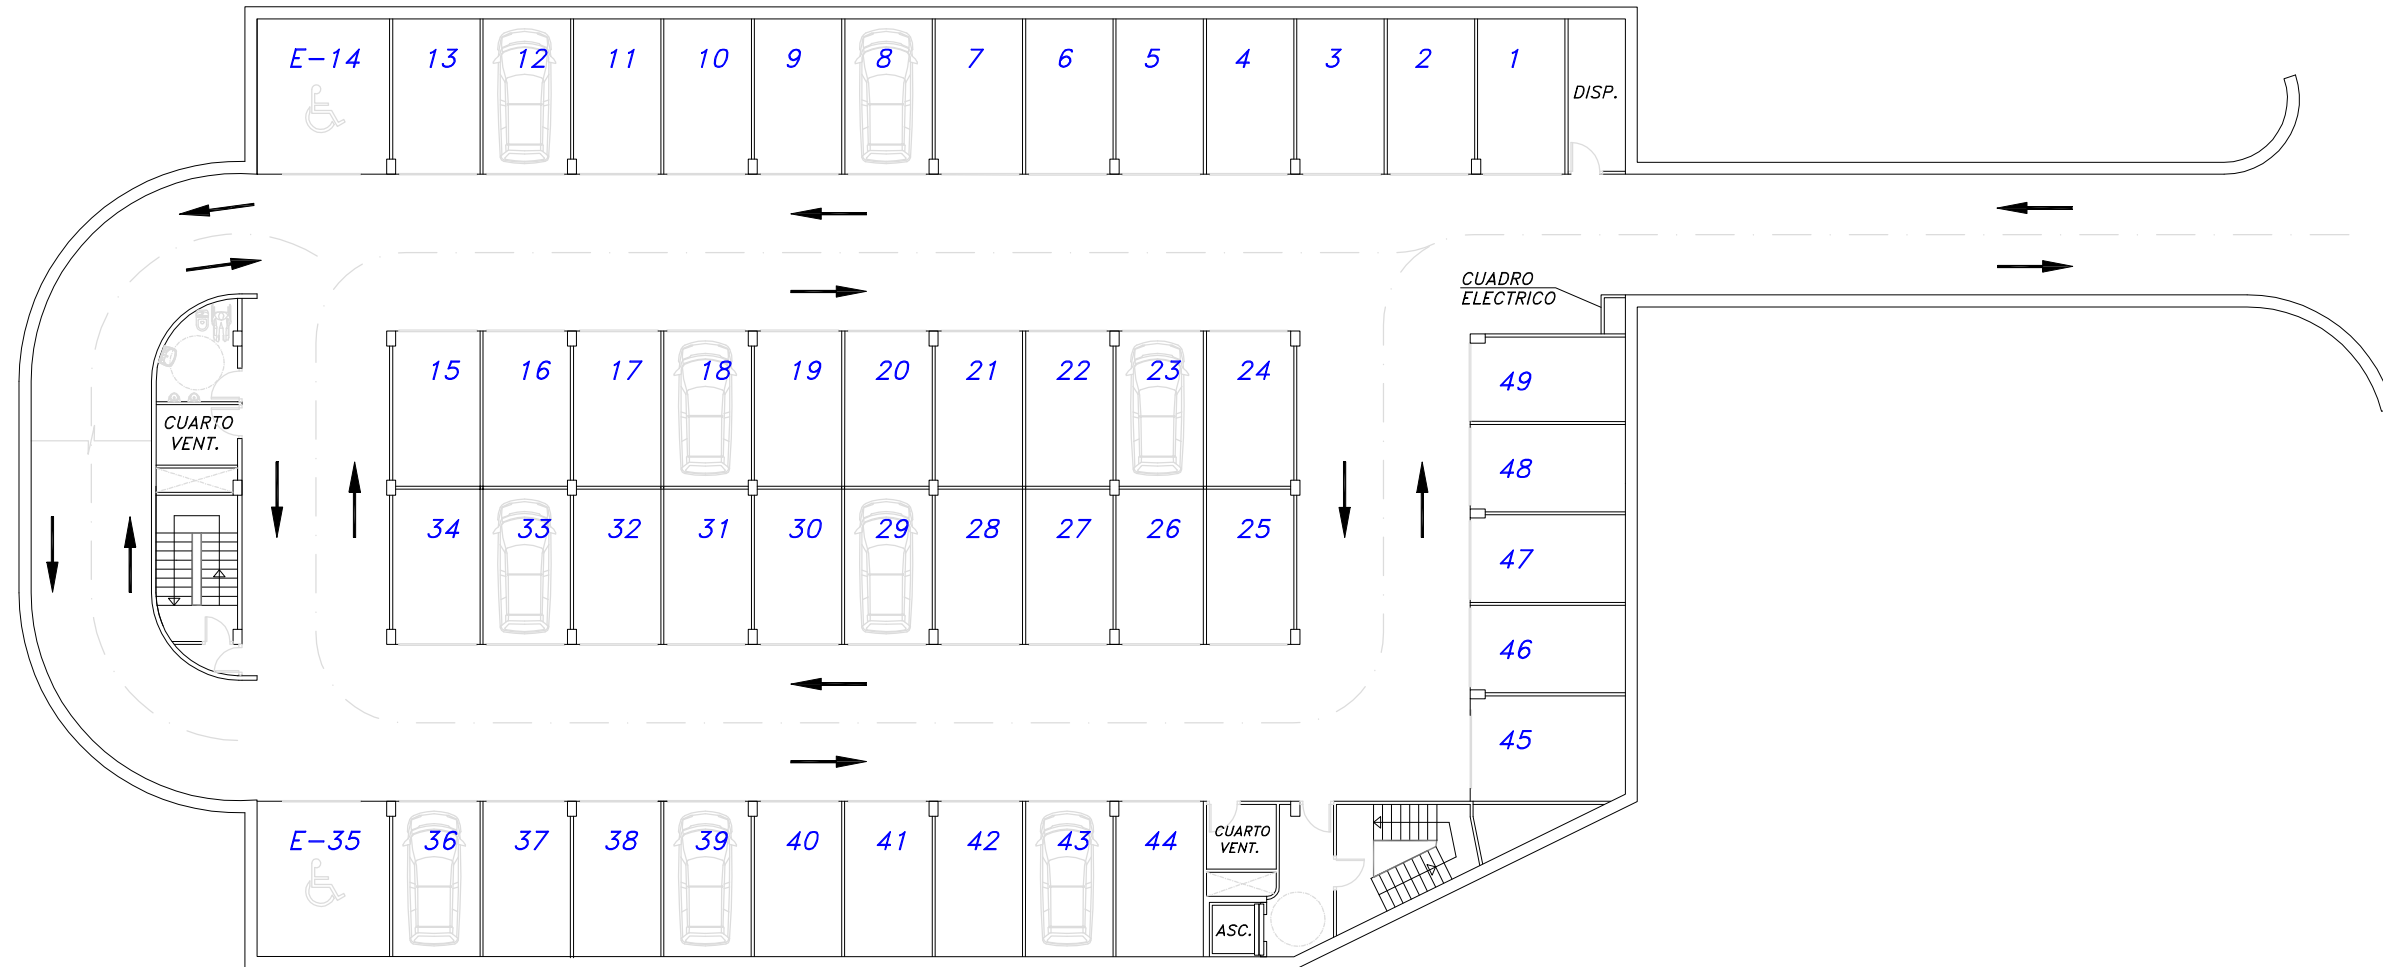 E-14 13 12 11 10 9 8 7 6 5 4 3 2 1
DISP.
CUADRO
ELECTRICO
15 16 17 18 19 20 21 22 23 24
49
CUARTO
VENT.
48
34 33 32 31 30 29 28 27 26 25
47
46
45
E-35 36 37 38 39 40 41 42 43 44
CUARTO
VENT.
ASC.